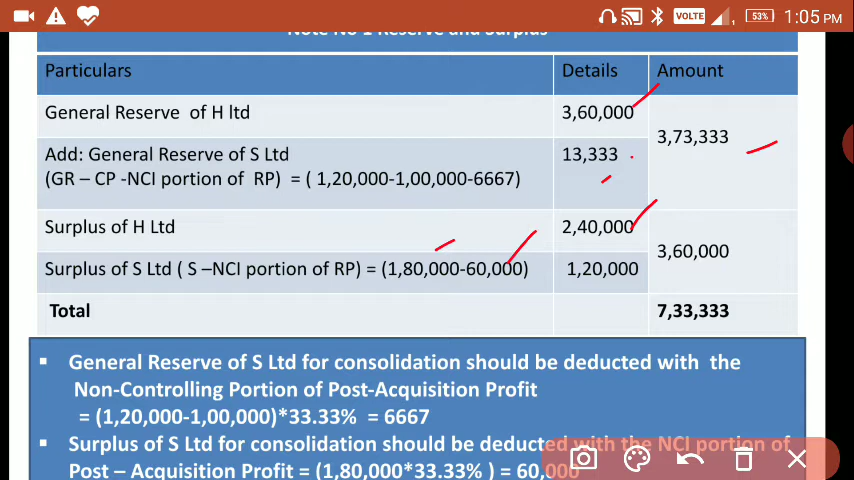 VOLTE 53% 1:05 PM
Note No 1 Reserve and Surplus
Particulars Details Amount
General Reserve of H ltd 3,60,000
3,73,333
Add: General Reserve of S Ltd 13,333
(GR – CP -NCI portion of RP) = ( 1,20,000-1,00,000-6667)
Surplus of H Ltd 2,40,000
3,60,000
Surplus of S Ltd ( S –NCI portion of RP) = (1,80,000-60,000) 1,20,000
Total 7,33,333
▪ General Reserve of S Ltd for consolidation should be deducted with the
Non-Controlling Portion of Post-Acquisition Profit
= (1,20,000-1,00,000)*33.33% = 6667
▪ Surplus of S Ltd for consolidation should be deducted with the NCI portion of
Post – Acquisition Profit = (1,80,000*33.33% ) = 60,000